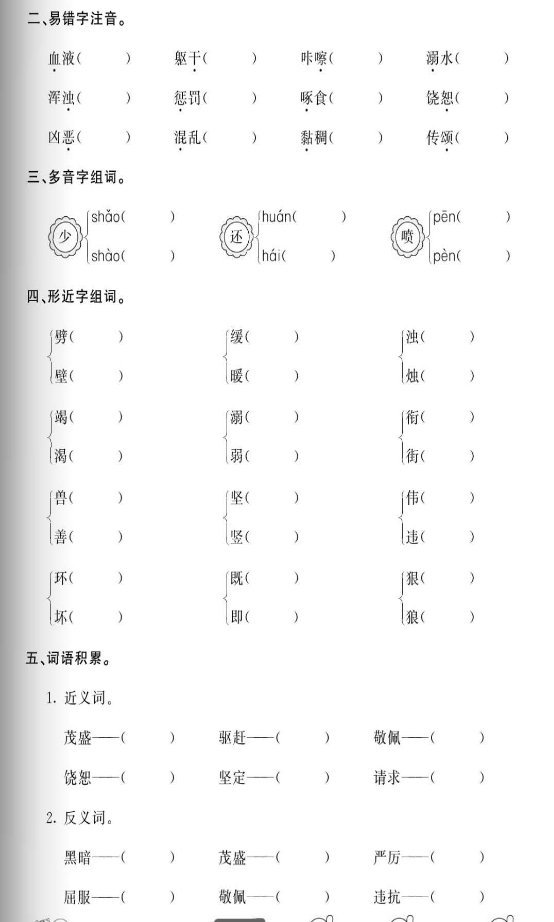 二、易错字注音。
血液(　　) 躯干(　　) 咔嚓(　　) 溺水(　　)
浑浊(　　) 惩罚(　　) 啄食(　　) 饶恕(　　)
凶恶(　　) 混乱(　　) 黏稠(　　) 传颂(　　)
三、多音字组词。
少 shǎo(　　) shào(　　) 还 huán(　　) hái(　　) 喷 pēn(　　) pèn(　　)
四、形近字组词。
劈(　　) 缓(　　) 浊(　　)
壁(　　) 暖(　　) 烛(　　)
竭(　　) 溺(　　) 衔(　　)
渴(　　) 弱(　　) 街(　　)
兽(　　) 坚(　　) 伟(　　)
善(　　) 竖(　　) 违(　　)
环(　　) 既(　　) 狠(　　)
坏(　　) 即(　　) 狼(　　)
五、词语积累。
1. 近义词。
茂盛——(　　) 驱赶——(　　) 敬佩——(　　)
饶恕——(　　) 坚定——(　　) 请求——(　　)
2. 反义词。
黑暗——(　　) 茂盛——(　　) 严厉——(　　)
屈服——(　　) 敬佩——(　　) 违抗——(　　)